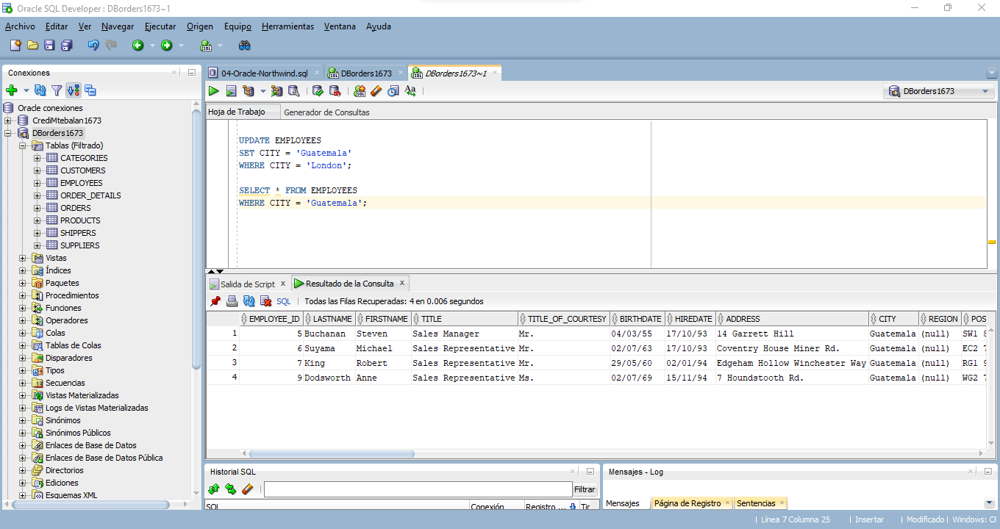 Oracle SQL Developer : DBorders1673~1
Archivo Editar Ver Navegar Ejecutar Origen Equipo Herramientas Ventana Ayuda
Conexiones
Oracle conexiones
CrediMtebalan1673
DBorders1673
Tablas (Filtrado)
CATEGORIES
CUSTOMERS
EMPLOYEES
ORDER_DETAILS
ORDERS
PRODUCTS
SHIPPERS
SUPPLIERS
Vistas
Índices
Paquetes
Procedimientos
Funciones
Operadores
Colas
Tablas de Colas
Disparadores
Tipos
Secuencias
Vistas Materializadas
Logs de Vistas Materializadas
Sinónimos
Sinónimos Públicos
Enlaces de Base de Datos
Enlaces de Base de Datos Pública
Directorios
Ediciones
Esquemas XML
04-Oracle-Northwind.sql DBorders1673 DBorders1673~1
DBorders1673
Hoja de Trabajo Generador de Consultas
UPDATE EMPLOYEES
SET CITY = 'Guatemala'
WHERE CITY = 'London';
SELECT * FROM EMPLOYEES
WHERE CITY = 'Guatemala';
Salida de Script x Resultado de la Consulta x
SQL | Todas las Filas Recuperadas: 4 en 0.006 segundos
EMPLOYEE_ID LASTNAME FIRSTNAME TITLE TITLE_OF_COURTESY BIRTHDATE HIREDATE ADDRESS CITY REGION POS
1 5 Buchanan Steven Sales Manager Mr. 04/03/55 17/10/93 14 Garrett Hill Guatemala (null) SW1 8
2 6 Suyama Michael Sales Representative Mr. 02/07/63 17/10/93 Coventry House Miner Rd. Guatemala (null) EC2 7
3 7 King Robert Sales Representative Mr. 29/05/60 02/01/94 Edgeham Hollow Winchester Way Guatemala (null) RG1 9
4 9 Dodsworth Anne Sales Representative Ms. 02/07/69 15/11/94 7 Houndstooth Rd. Guatemala (null) WG2 7
Historial SQL
Filtrar
SQL Conexión Registro ... Tir
Mensajes - Log
Mensajes Página de Registro Sentencias
| Línea 7 Columna 25 | Insertar | Modificado | Windows: CF